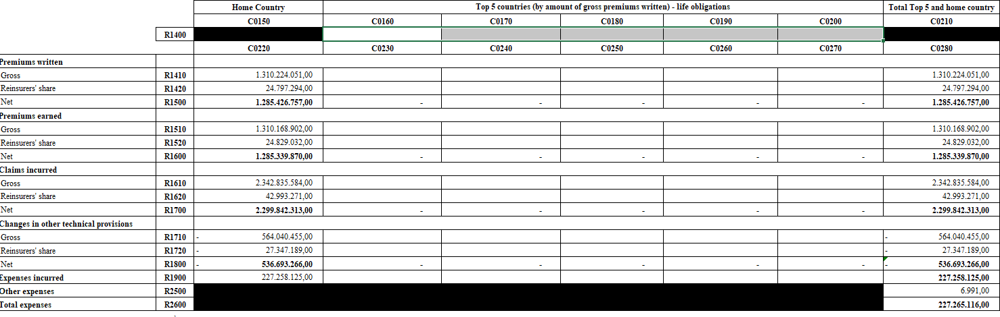 Home Country Top 5 countries (by amount of gross premiums written) - life obligations Total Top 5 and home country
C0150 C0160 C0170 C0180 C0190 C0200 C0210
R1400
C0220 C0230 C0240 C0250 C0260 C0270 C0280
Premiums written
Gross R1410 1.310.224.051,00 1.310.224.051,00
Reinsurers' share R1420 24.797.294,00 24.797.294,00
Net R1500 1.285.426.757,00 - - - - - 1.285.426.757,00
Premiums earned
Gross R1510 1.310.168.902,00 1.310.168.902,00
Reinsurers' share R1520 24.829.032,00 24.829.032,00
Net R1600 1.285.339.870,00 - - - - - 1.285.339.870,00
Claims incurred
Gross R1610 2.342.835.584,00 2.342.835.584,00
Reinsurers' share R1620 42.993.271,00 42.993.271,00
Net R1700 2.299.842.313,00 - - - - - 2.299.842.313,00
Changes in other technical provisions
Gross R1710 - 564.040.455,00 - 564.040.455,00
Reinsurers' share R1720 - 27.347.189,00 - 27.347.189,00
Net R1800 - 536.693.266,00 - - - - - - 536.693.266,00
Expenses incurred R1900 227.258.125,00 227.258.125,00
Other expenses R2500 6.991,00
Total expenses R2600 227.265.116,00